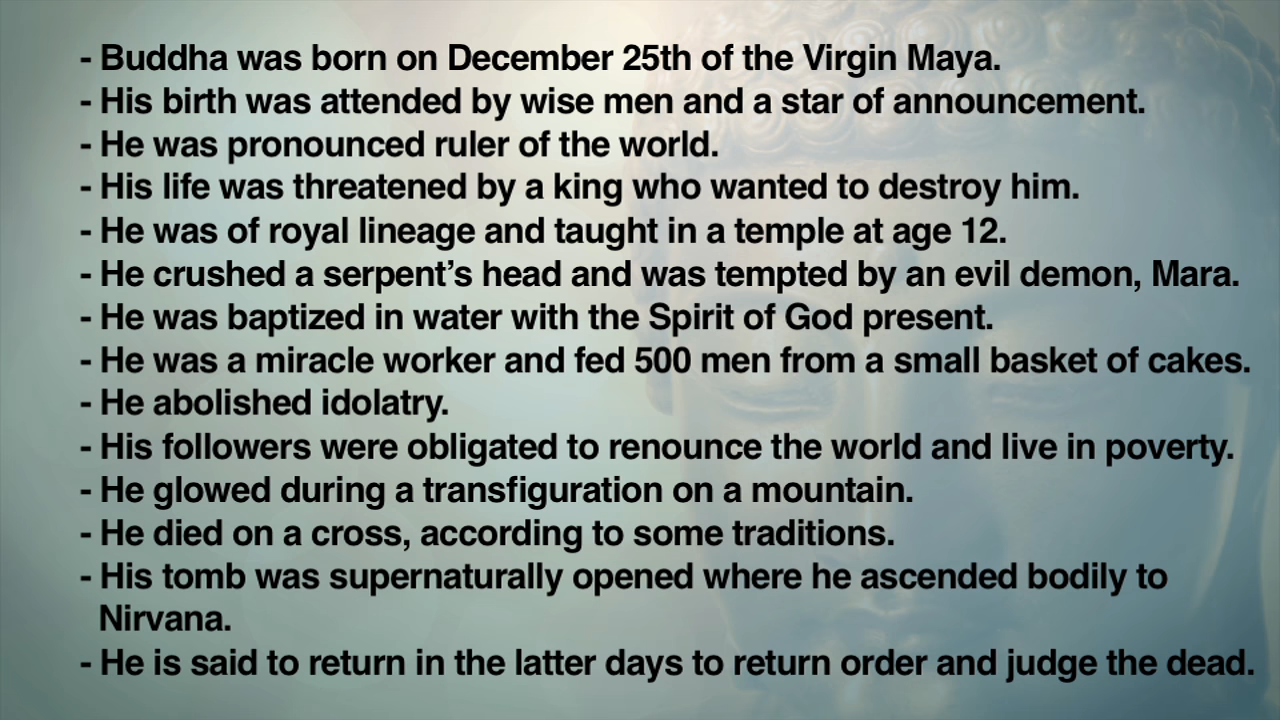 - Buddha was born on December 25th of the Virgin Maya.
- His birth was attended by wise men and a star of announcement.
- He was pronounced ruler of the world.
- His life was threatened by a king who wanted to destroy him.
- He was of royal lineage and taught in a temple at age 12.
- He crushed a serpent’s head and was tempted by an evil demon, Mara.
- He was baptized in water with the Spirit of God present.
- He was a miracle worker and fed 500 men from a small basket of cakes.
- He abolished idolatry.
- His followers were obligated to renounce the world and live in poverty.
- He glowed during a transfiguration on a mountain.
- He died on a cross, according to some traditions.
- His tomb was supernaturally opened where he ascended bodily to
Nirvana.
- He is said to return in the latter days to return order and judge the dead.